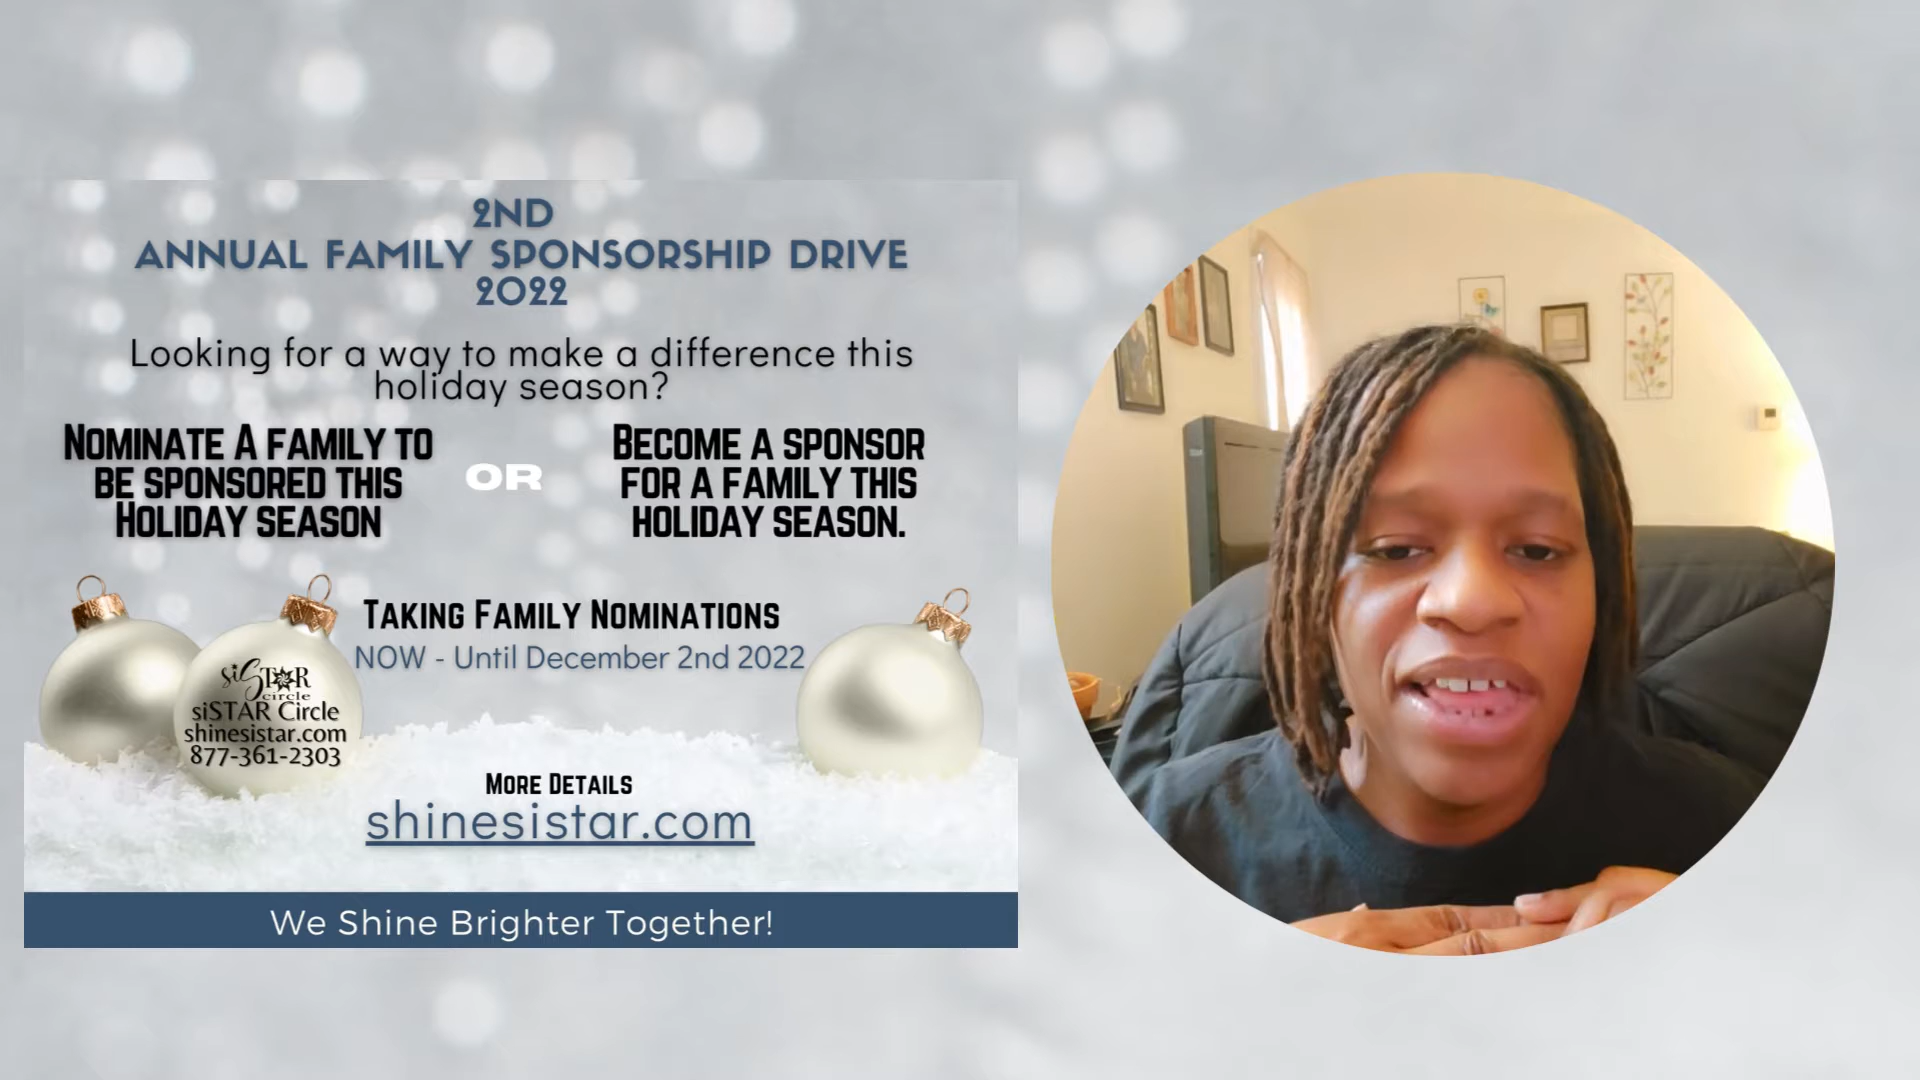 2ND
ANNUAL FAMILY SPONSORSHIP DRIVE
2022
Looking for a way to make a difference this
holiday season?
NOMINATE A FAMILY TO
BE SPONSORED THIS
HOLIDAY SEASON
OR
BECOME A SPONSOR
FOR A FAMILY THIS
HOLIDAY SEASON.
TAKING FAMILY NOMINATIONS
NOW - Until December 2nd 2022
siSTAR
circle
siSTAR Circle
shinesistar.com
877-361-2303
MORE DETAILS
shinesistar.com
We Shine Brighter Together!